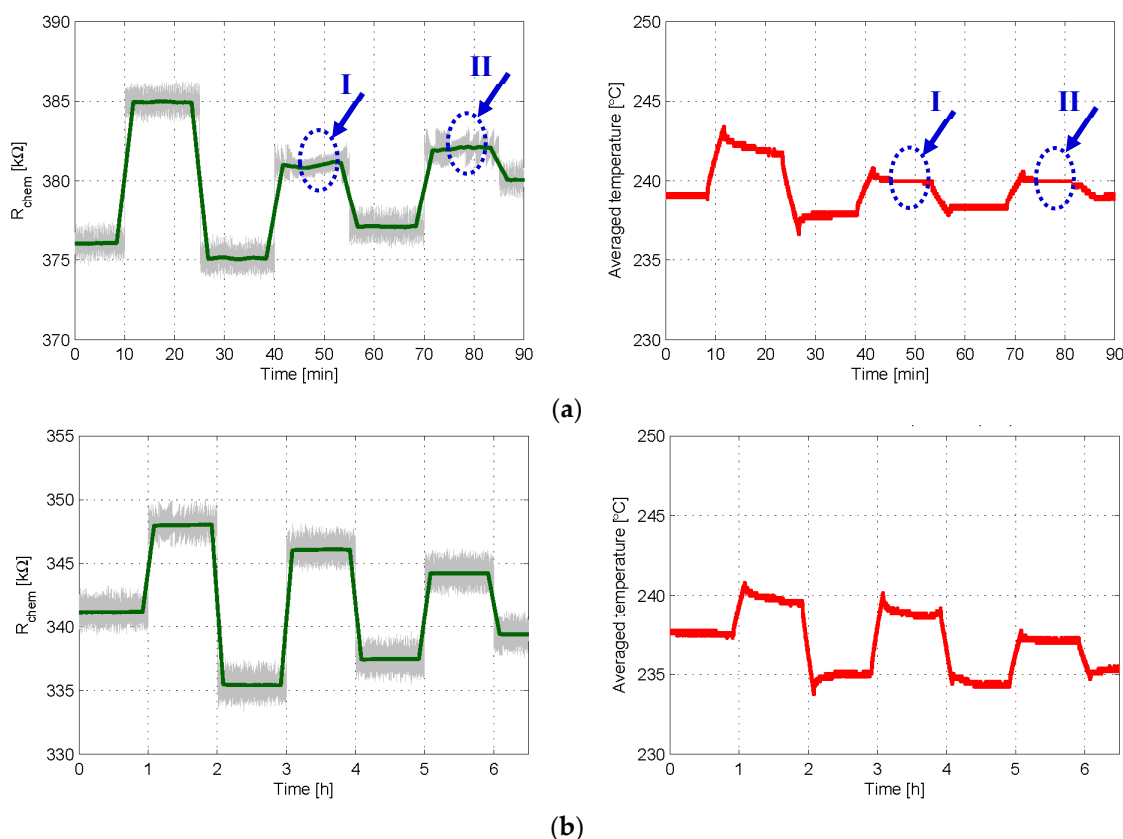 390
385
380
375
370
R_chem [kΩ]
I
II
0 10 20 30 40 50 60 70 80 90
Time [min]
250
245
240
235
230
Averaged temperature [°C]
I
II
0 10 20 30 40 50 60 70 80 90
Time [min]
(a)
355
350
345
340
335
330
R_chem [kΩ]
0 1 2 3 4 5 6
Time [h]
250
245
240
235
230
Averaged temperature [°C]
0 1 2 3 4 5 6
Time [h]
(b)